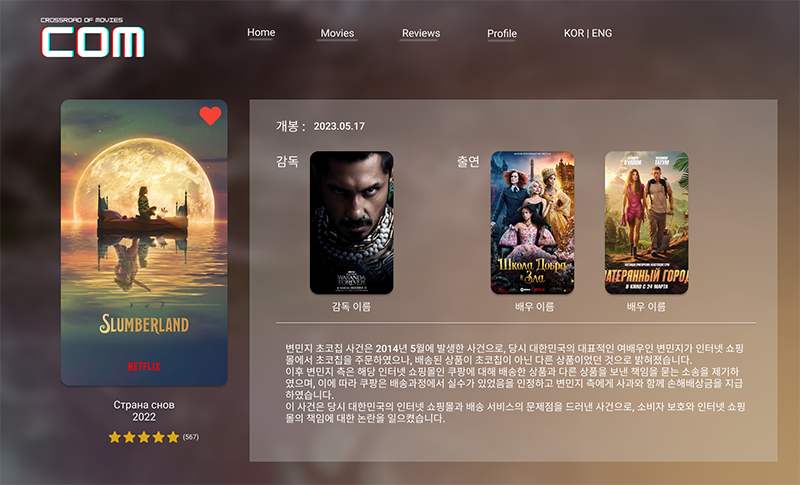 CROSSROAD OF MOVIES
COM
Home
Movies
Reviews
Profile
KOR | ENG
개봉 : 2023.05.17
감독
출연
SLUMBERLAND
NETFLIX
WAKANDA
FOREVER
감독 이름
Школа Добра
и Зла
배우 이름
БУЛЛОК
ТАТУМ
ЗАТЕРЯННЫЙ ГОРОД
В КИНО С 24 МАРТА
배우 이름
Страна снов
2022
(567)
변민지 초코칩 사건은 2014년 5월에 발생한 사건으로, 당시 대한민국의 대표적인 여배우인 변민지가 인터넷 쇼핑
몰에서 초코칩을 주문하였으나, 배송된 상품이 초코칩이 아닌 다른 상품이었던 것으로 밝혀졌습니다.
이후 변민지 측은 해당 인터넷 쇼핑몰인 쿠팡에 대해 배송한 상품과 다른 상품을 보낸 책임을 묻는 소송을 제기하
였으며, 이에 따라 쿠팡은 배송과정에서 실수가 있었음을 인정하고 변민지 측에게 사과와 함께 손해배상금을 지급
하였습니다.
이 사건은 당시 대한민국의 인터넷 쇼핑몰과 배송 서비스의 문제점을 드러낸 사건으로, 소비자 보호와 인터넷 쇼핑
몰의 책임에 대한 논란을 일으켰습니다.